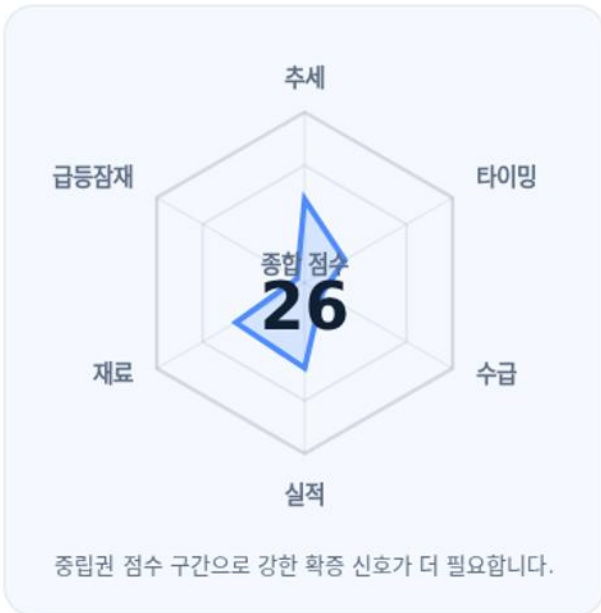 추세
급등잠재
타이밍
종합 점수
26
재료
수급
실적
중립권 점수 구간으로 강한 확증 신호가 더 필요합니다.